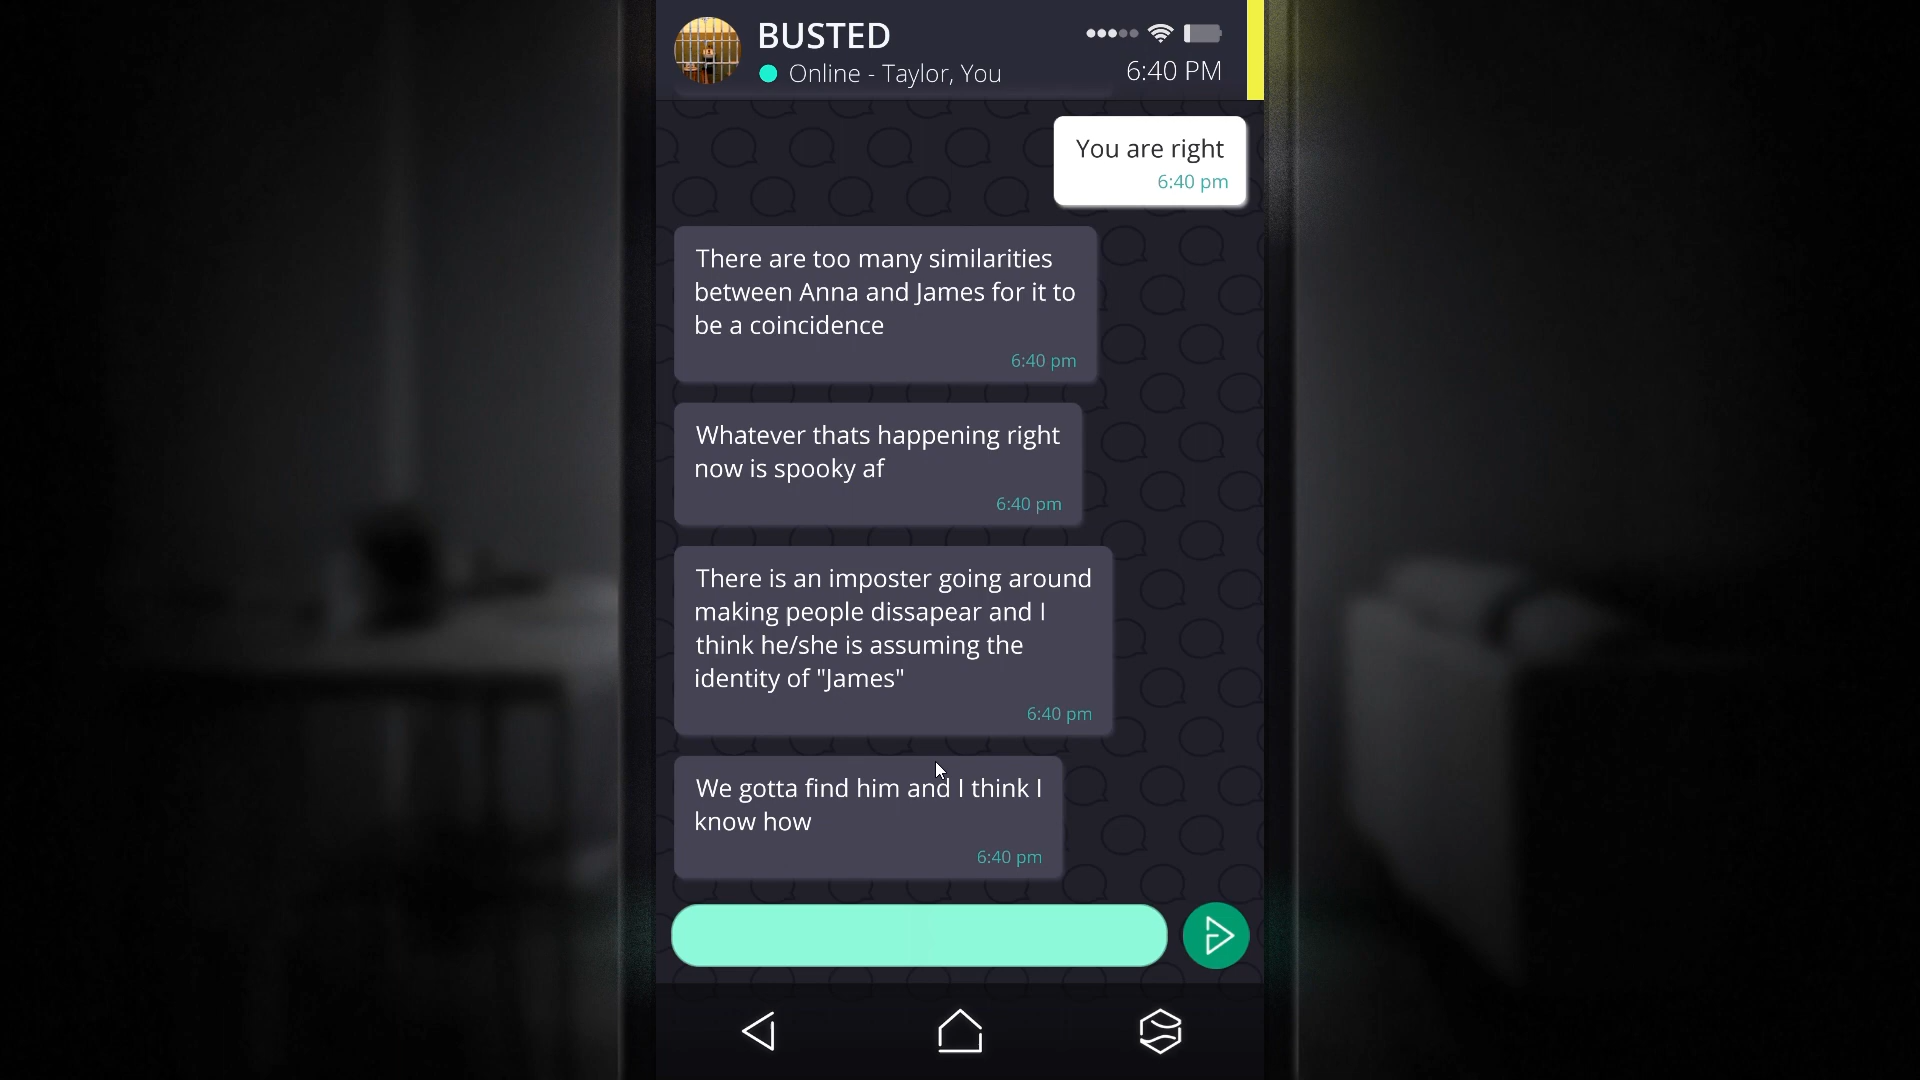 BUSTED
Online - Taylor, You
6:40 PM
You are right
6:40 pm
There are too many similarities
between Anna and James for it to
be a coincidence
6:40 pm
Whatever thats happening right
now is spooky af
6:40 pm
There is an imposter going around
making people dissapear and I
think he/she is assuming the
identity of "James"
6:40 pm
We gotta find him and I think I
know how
6:40 pm